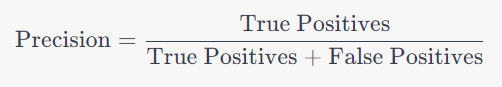 Precision = True Positives / True Positives + False Positives